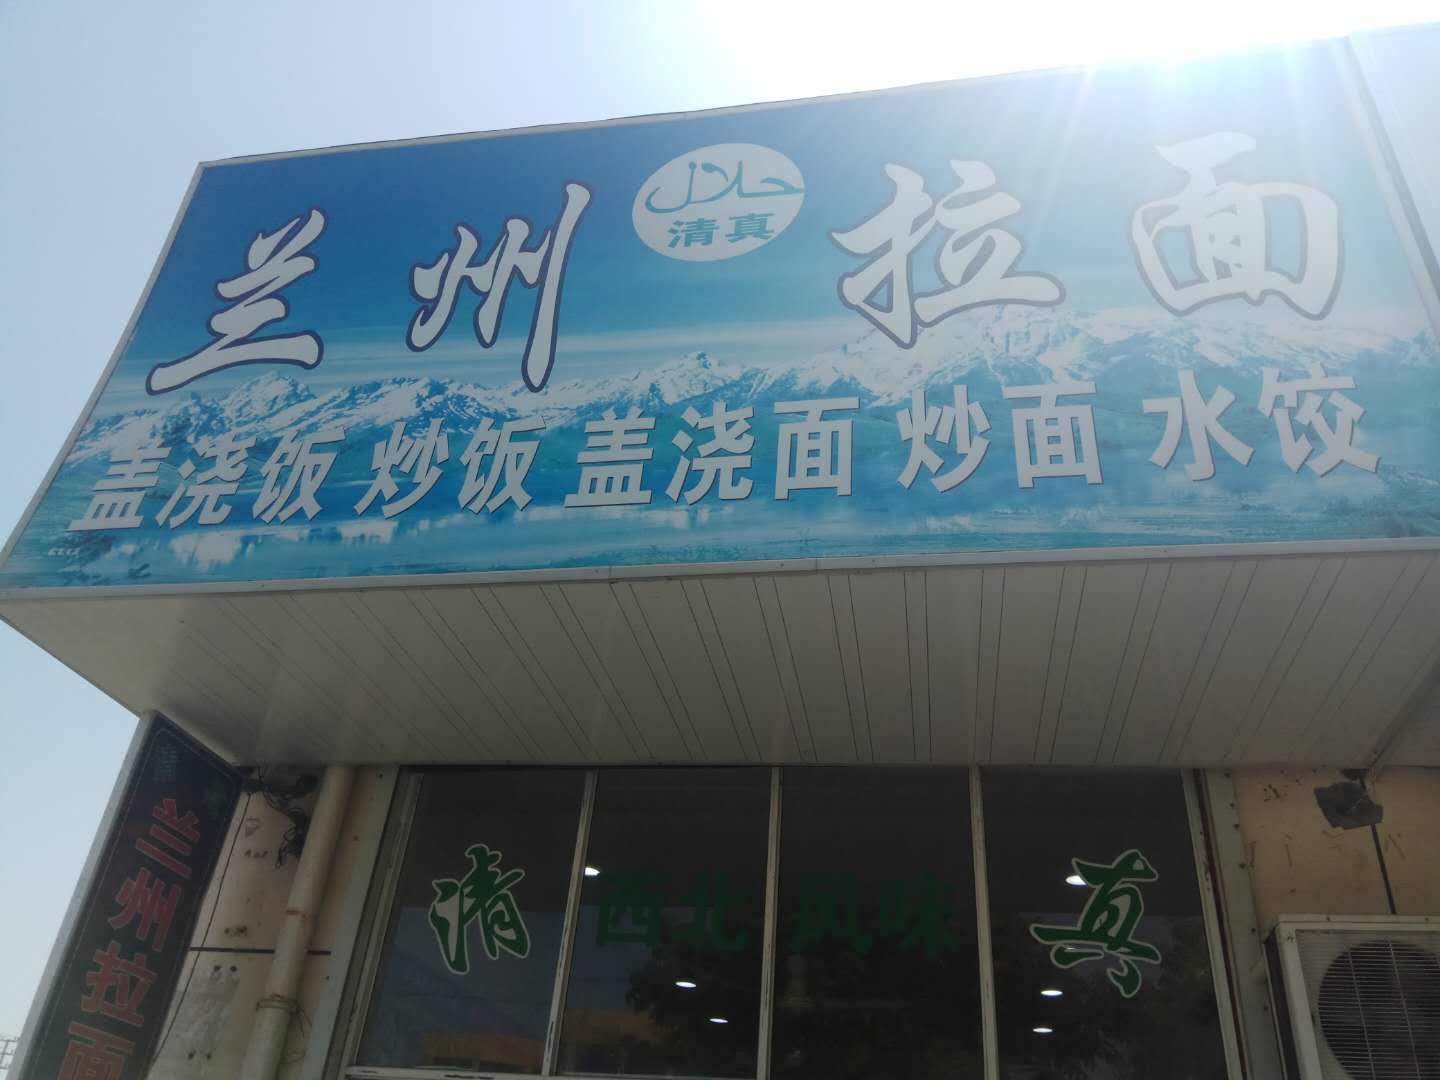 兰州 拉面
حلال
清真
盖浇饭 炒饭 盖浇面 炒面 水饺
清 西北风味 真
兰州拉面